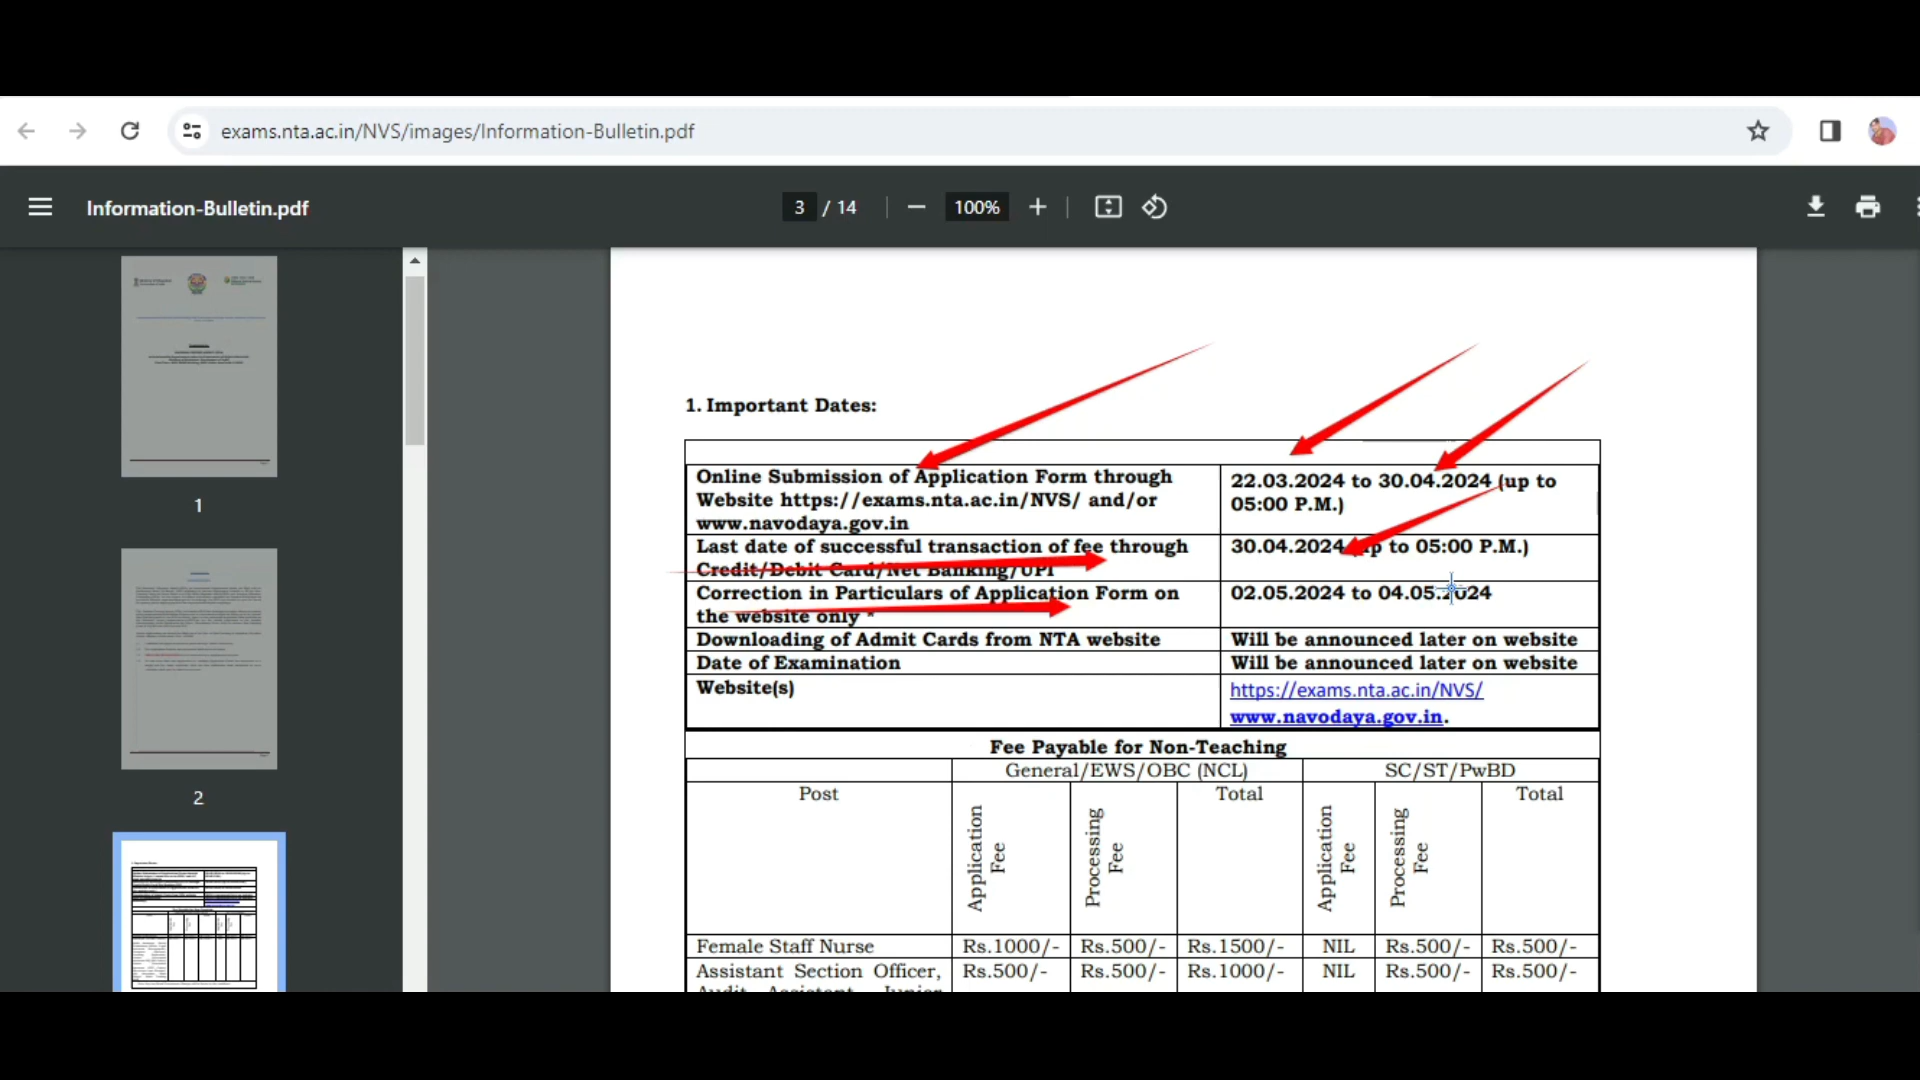 exams.nta.ac.in/NVS/images/Information-Bulletin.pdf
Information-Bulletin.pdf
3 / 14
100%
1
2
1. Important Dates:
Online Submission of Application Form through
Website https://exams.nta.ac.in/NVS/ and/or
www.navodaya.gov.in
22.03.2024 to 30.04.2024 (up to
05:00 P.M.)
Last date of successful transaction of fee through
Credit/Debit Card/Net Banking/UPI
30.04.2024 up to 05:00 P.M.)
Correction in Particulars of Application Form on
the website only *
02.05.2024 to 04.05.2024
Downloading of Admit Cards from NTA website
Will be announced later on website
Date of Examination
Will be announced later on website
Website(s)
https://exams.nta.ac.in/NVS/
www.navodaya.gov.in.
Fee Payable for Non-Teaching
General/EWS/OBC (NCL)
SC/ST/PwBD
Post
Application
Fee
Processing
Fee
Total
Application
Fee
Processing
Fee
Total
Female Staff Nurse
Rs.1000/-
Rs.500/-
Rs.1500/-
NIL
Rs.500/-
Rs.500/-
Assistant Section Officer,
Rs.500/-
Rs.500/-
Rs.1000/-
NIL
Rs.500/-
Rs.500/-
Audit Assistant, Junior